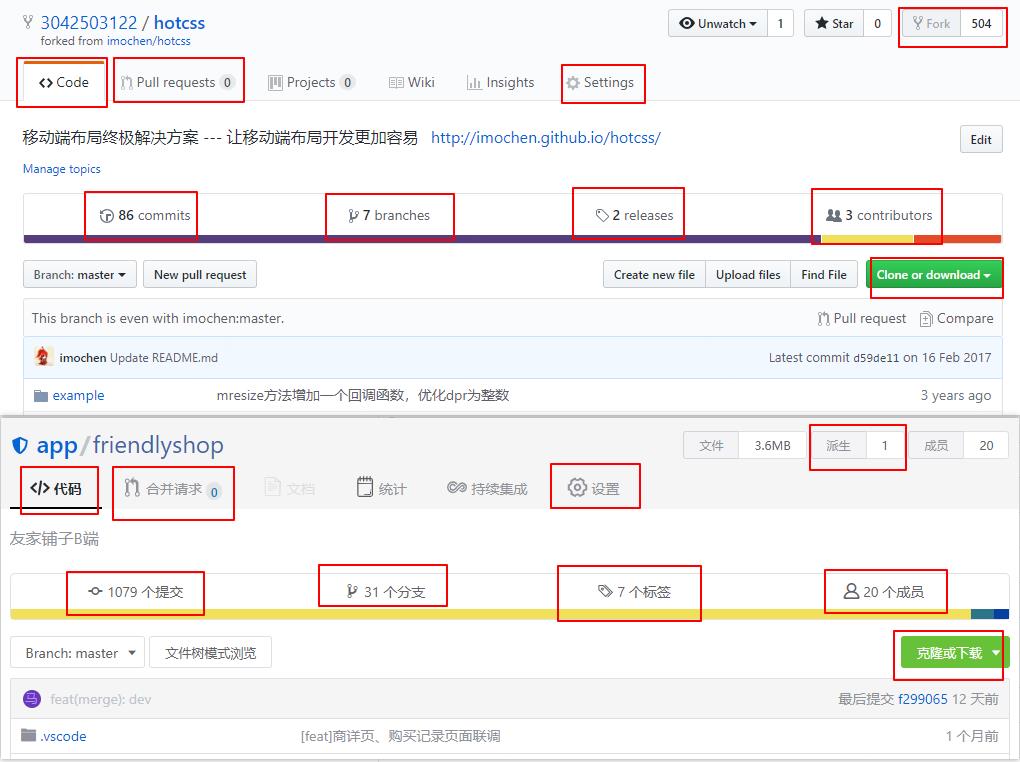 3042503122 / hotcss
Unwatch 1 Star 0 Fork 504
forked from imochen/hotcss
Code Pull requests 0 Projects 0 Wiki Insights Settings
移动端布局终极解决方案 --- 让移动端布局开发更加容易 http://imochen.github.io/hotcss/ Edit
Manage topics
86 commits 7 branches 2 releases 3 contributors
Branch: master New pull request Create new file Upload files Find File Clone or download
This branch is even with imochen:master. Pull request Compare
imochen Update README.md Latest commit d59de11 on 16 Feb 2017
example mresize方法增加一个回调函数，优化dpr为整数 3 years ago
app/friendlyshop 文件 3.6MB 派生 1 成员 20
代码 合并请求 0 文档 统计 持续集成 设置
友家铺子B端
1079 个提交 31 个分支 7 个标签 20 个成员
Branch: master 文件树模式浏览 克隆或下载
马 feat(merge): dev 最后提交 f299065 12 天前
.vscode [feat]商详页、购买记录页面联调 1 个月前